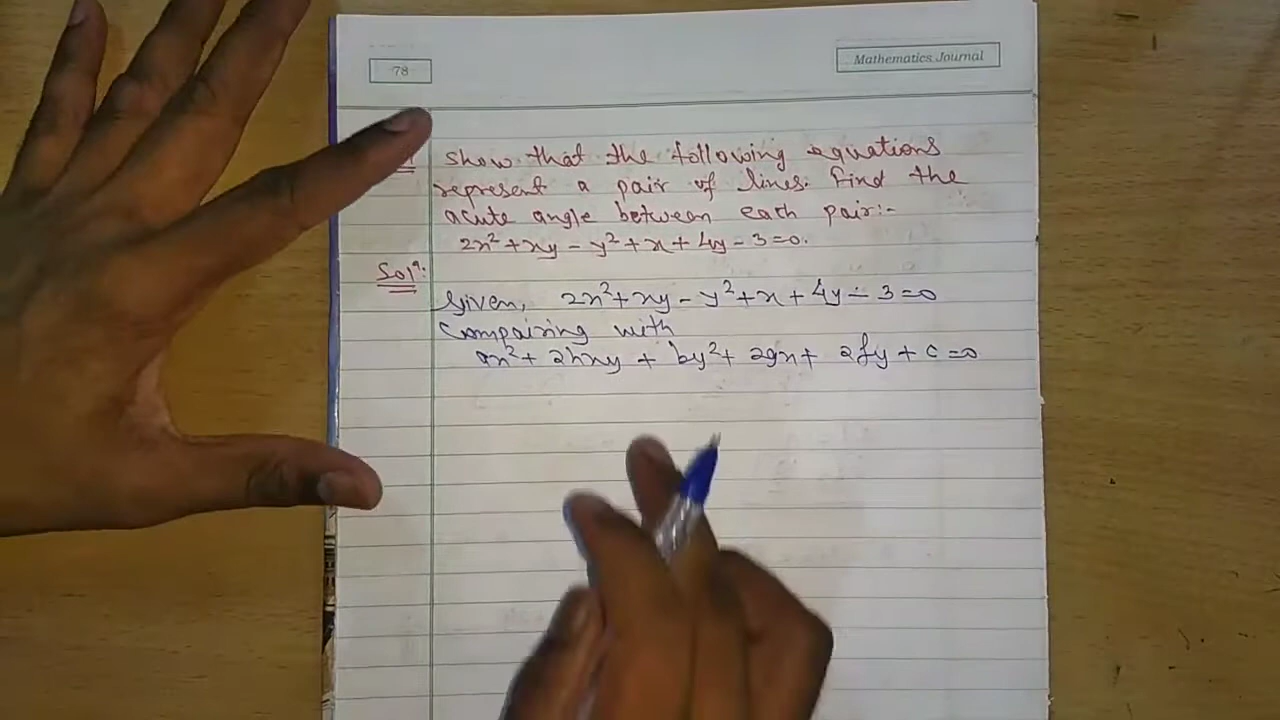 78
Mathematics Journal
Show that the following equations
represent a pair of lines. Find the
acute angle between each pair:-
2x² + xy - y² + x + 4y - 3 = 0.
Solⁿ:
Given, 2x² + xy - y² + x + 4y - 3 = 0
Compairing with
ax² + 2hxy + by² + 2gx + 2fy + c = 0